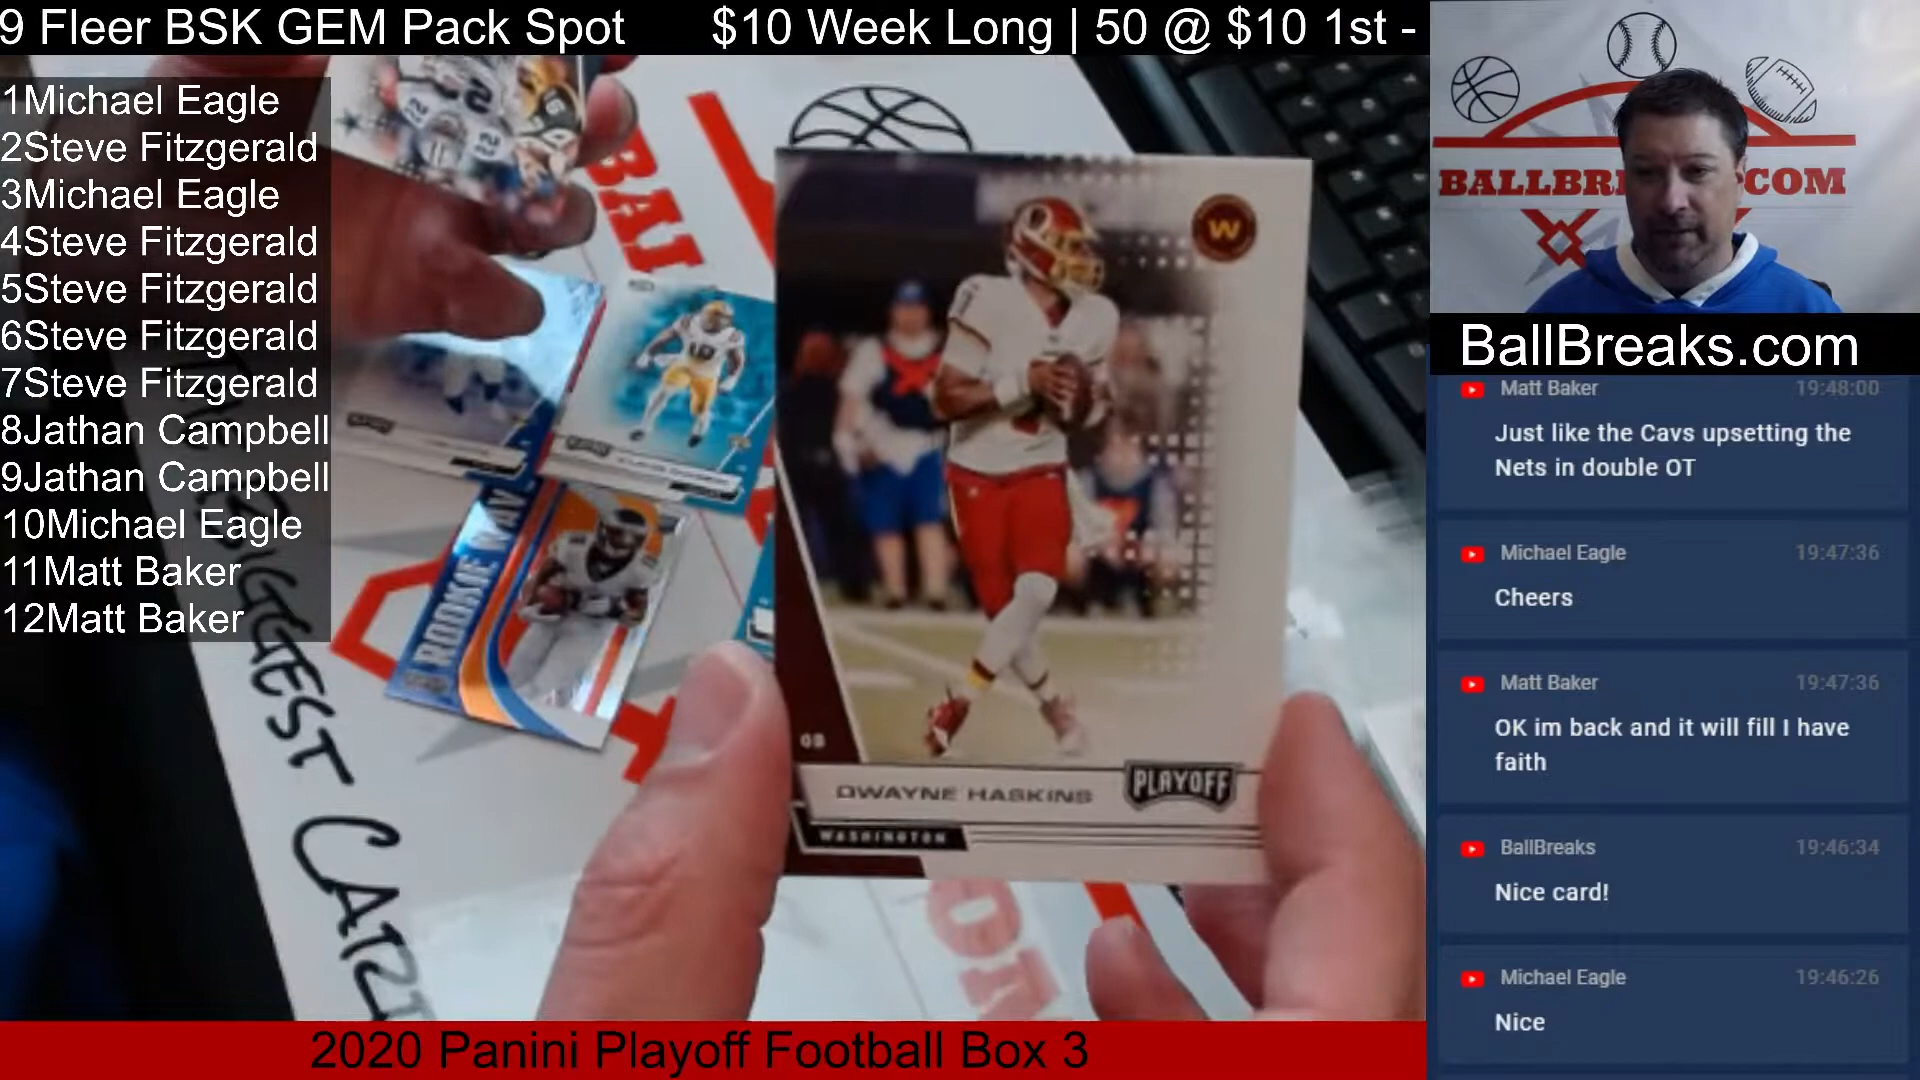 9 Fleer BSK GEM Pack Spot
$10 Week Long | 50 @ $10 1st -
1Michael Eagle
2Steve Fitzgerald
3Michael Eagle
4Steve Fitzgerald
5Steve Fitzgerald
6Steve Fitzgerald
7Steve Fitzgerald
8Jathan Campbell
9Jathan Campbell
10Michael Eagle
11Matt Baker
12Matt Baker
BAL
ROOKIE WAV
W
DWAYNE HASKINS
PLAYOFF
WASHINGTON
2020 Panini Playoff Football Box 3
BALLBR
COM
BallBreaks.com
Matt Baker 19:48:00
Just like the Cavs upsetting the
Nets in double OT
Michael Eagle 19:47:36
Cheers
Matt Baker 19:47:36
OK im back and it will fill I have
faith
BallBreaks 19:46:34
Nice card!
Michael Eagle 19:46:26
Nice